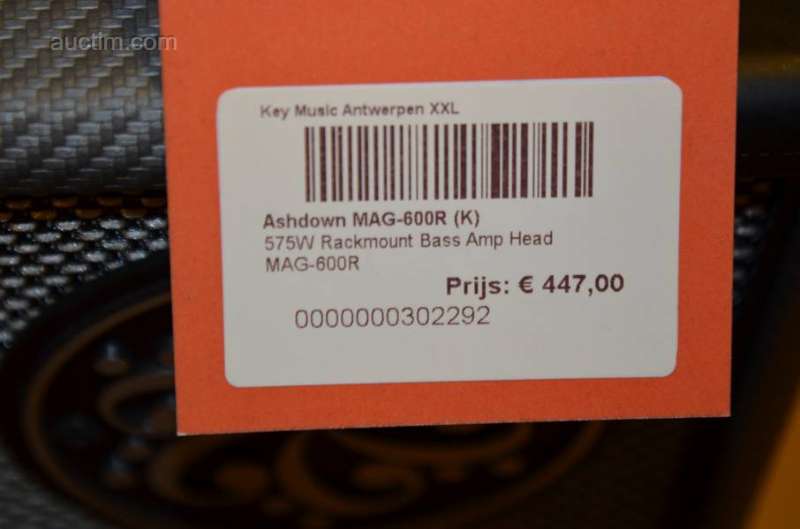 auctim.com
Key Music Antwerpen XXL
Ashdown MAG-600R (K)
575W Rackmount Bass Amp Head
MAG-600R
Prijs: € 447,00
0000000302292